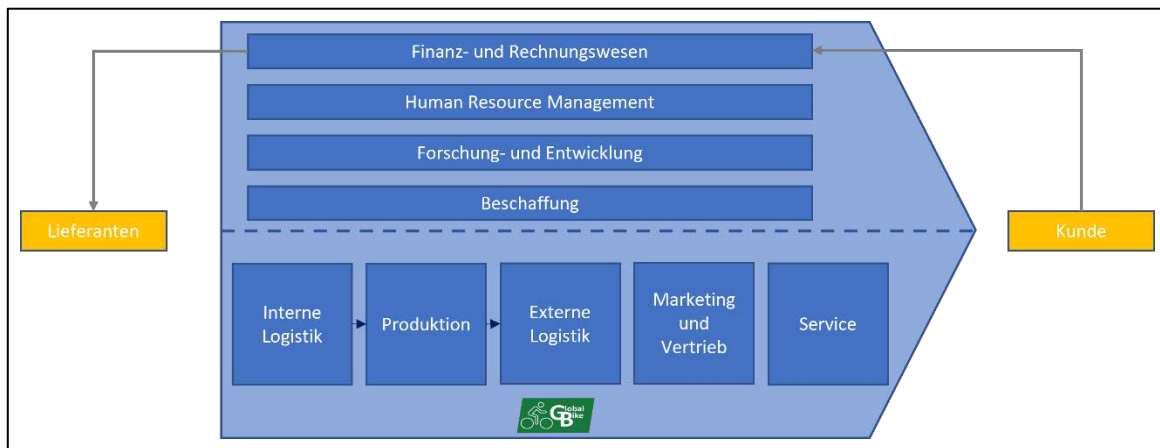 Finanz- und Rechnungswesen
Human Resource Management
Forschung- und Entwicklung
Beschaffung
Lieferanten
Kunde
Interne
Logistik
Produktion
Externe
Logistik
Marketing
und
Vertrieb
Service
Global
Bike